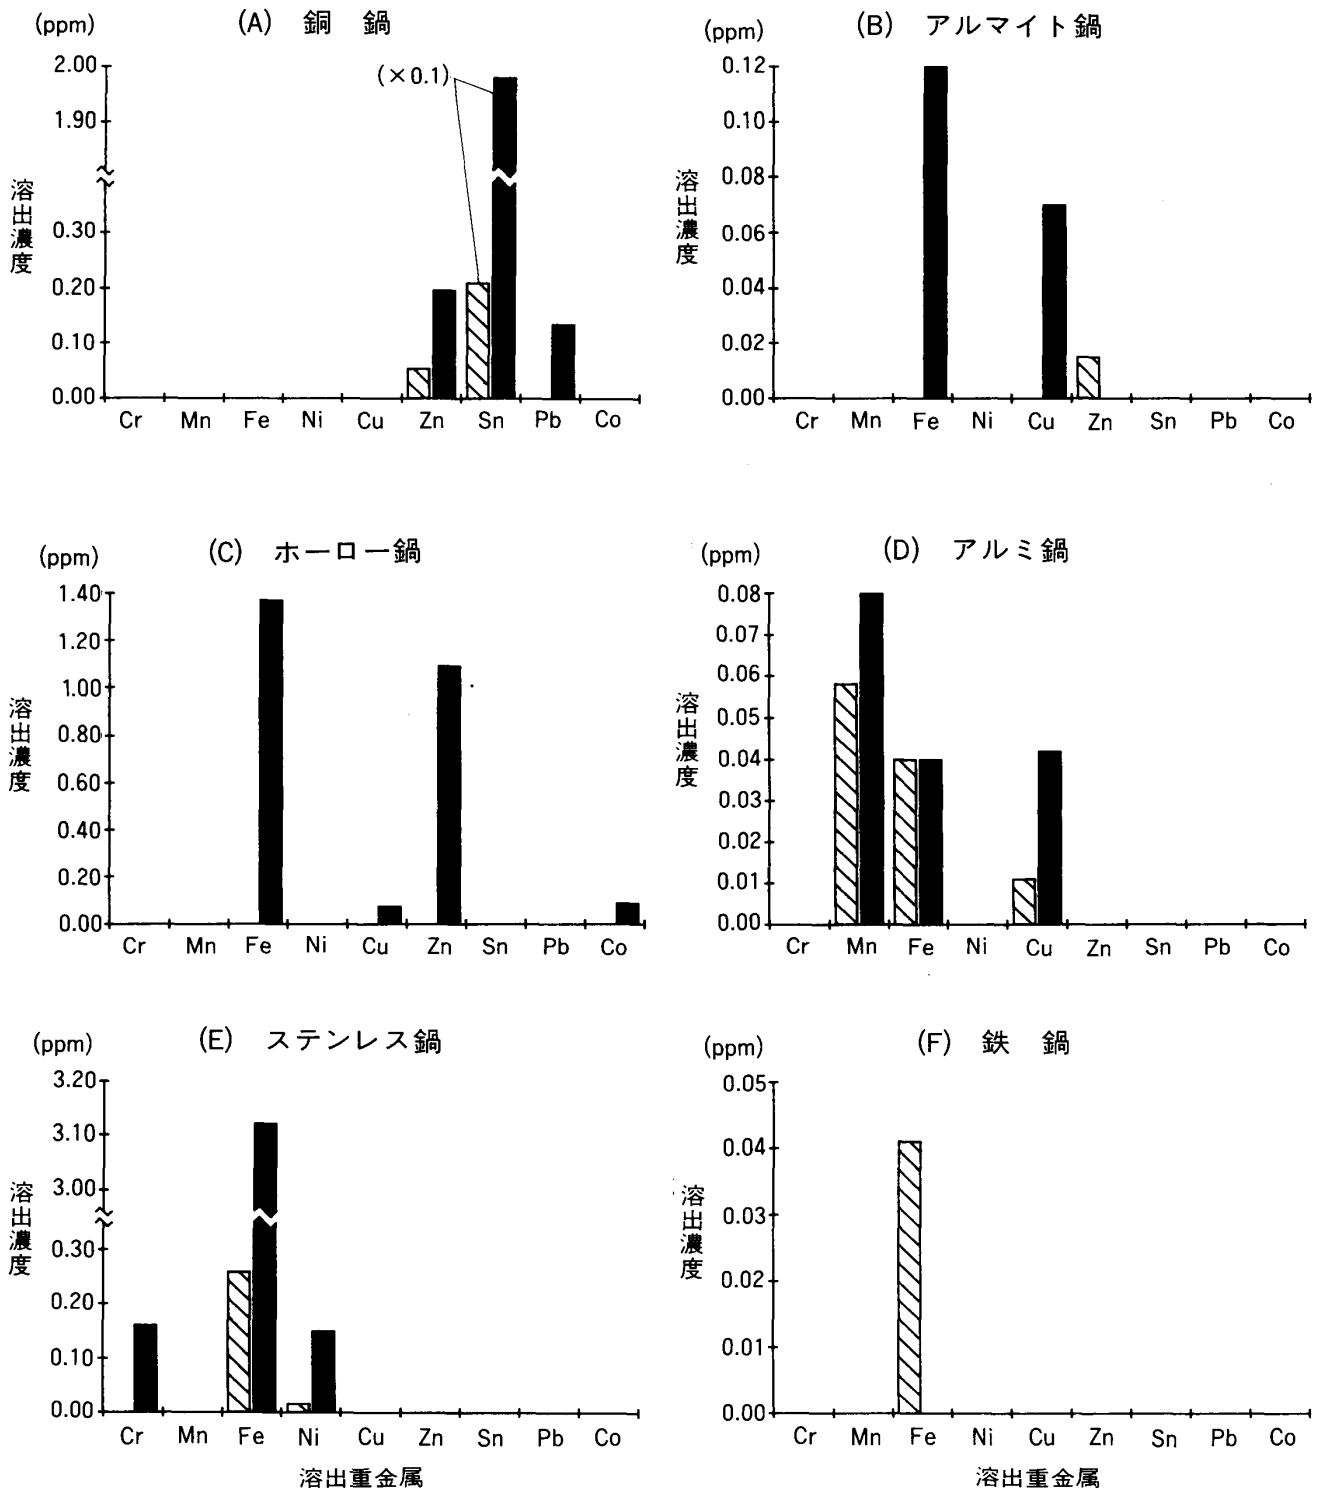 (ppm) (A) 銅 鍋
2.00
(×0.1)
1.90
溶出濃度
0.30
0.20
0.10
0.00
Cr Mn Fe Ni Cu Zn Sn Pb Co
(ppm) (B) アルマイト鍋
0.12
0.10
0.08
溶出濃度
0.06
0.04
0.02
0.00
Cr Mn Fe Ni Cu Zn Sn Pb Co
(ppm) (C) ホーロー鍋
1.40
1.20
1.00
溶出濃度
0.80
0.60
0.40
0.20
0.00
Cr Mn Fe Ni Cu Zn Sn Pb Co
(ppm) (D) アルミ鍋
0.08
0.07
0.06
溶出濃度
0.05
0.04
0.03
0.02
0.01
0.00
Cr Mn Fe Ni Cu Zn Sn Pb Co
(ppm) (E) ステンレス鍋
3.20
3.10
3.00
溶出濃度
0.30
0.20
0.10
0.00
Cr Mn Fe Ni Cu Zn Sn Pb Co
溶出重金属
(ppm) (F) 鉄 鍋
0.05
0.04
溶出濃度
0.03
0.02
0.01
0.00
Cr Mn Fe Ni Cu Zn Sn Pb Co
溶出重金属